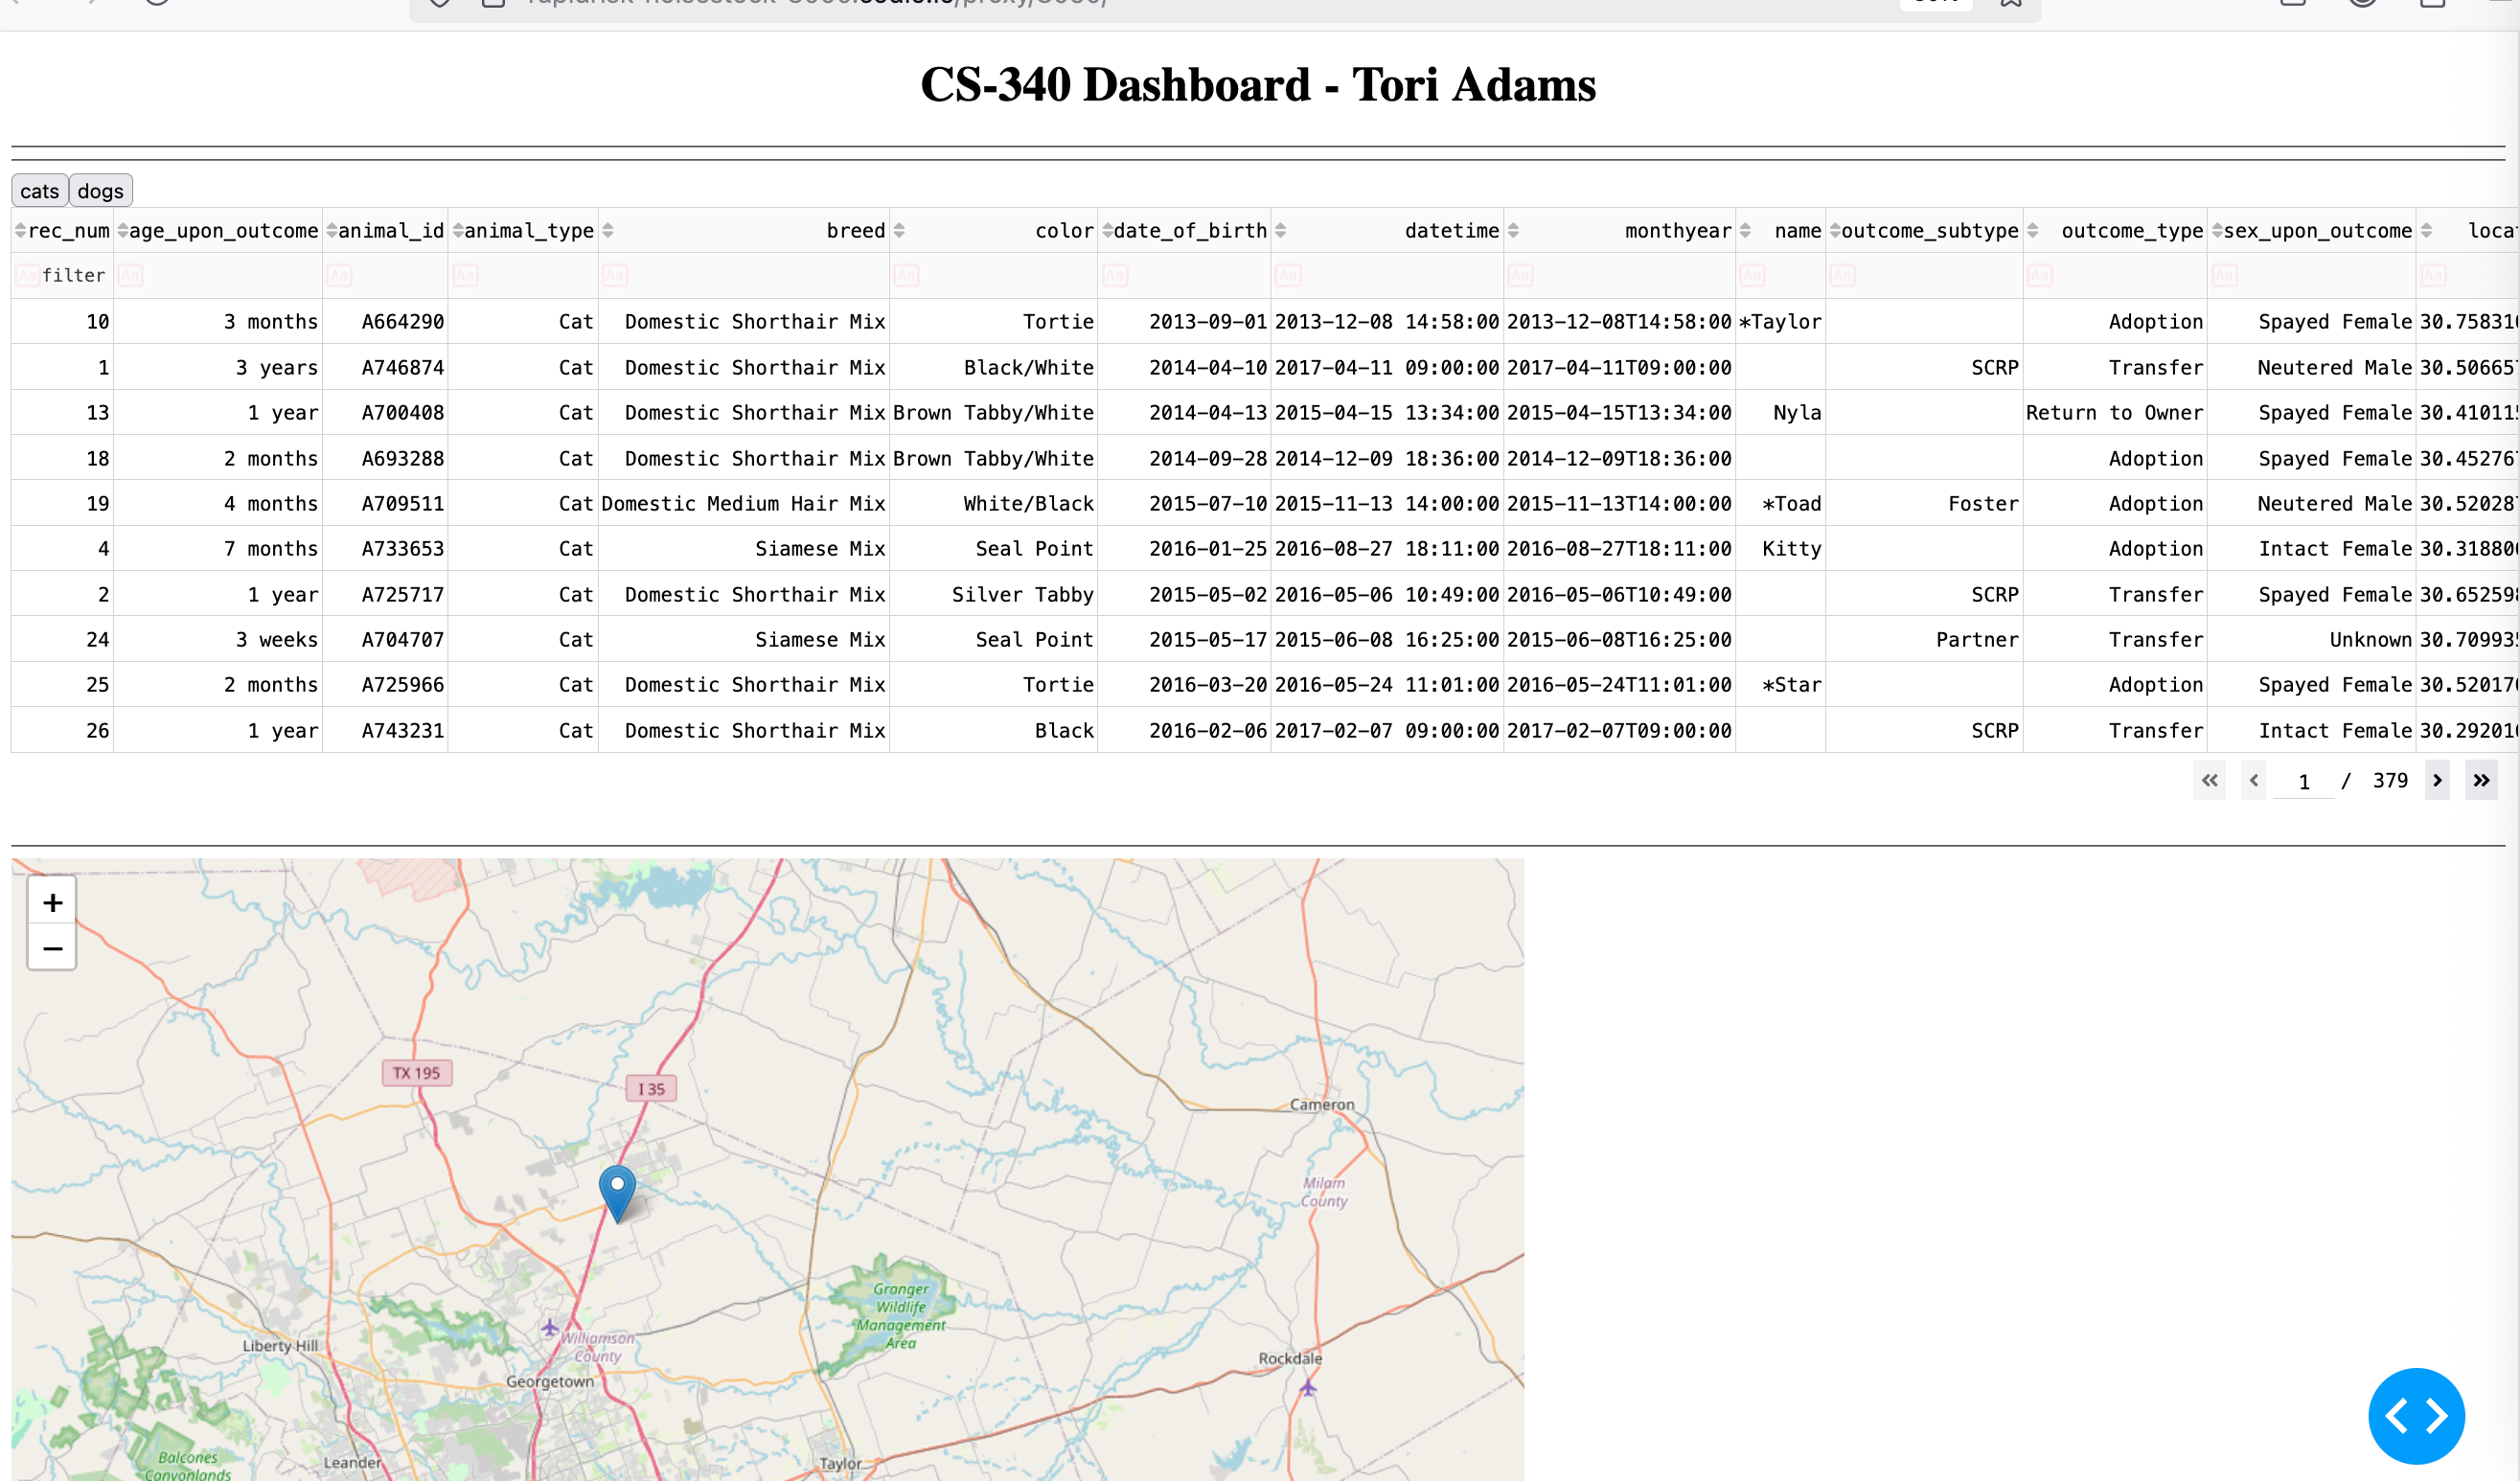 CS-340 Dashboard - Tori Adams
cats dogs
rec_num age_upon_outcome animal_id animal_type breed color date_of_birth datetime monthyear name outcome_subtype outcome_type sex_upon_outcome
Aa filter Aa Aa Aa Aa Aa Aa Aa Aa Aa Aa Aa Aa Aa
10 3 months A664290 Cat Domestic Shorthair Mix Tortie 2013-09-01 2013-12-08 14:58:00 2013-12-08T14:58:00 *Taylor Adoption Spayed Female 30.75831
1 3 years A746874 Cat Domestic Shorthair Mix Black/White 2014-04-10 2017-04-11 09:00:00 2017-04-11T09:00:00 SCRP Transfer Neutered Male 30.50665
13 1 year A700408 Cat Domestic Shorthair Mix Brown Tabby/White 2014-04-13 2015-04-15 13:34:00 2015-04-15T13:34:00 Nyla Return to Owner Spayed Female 30.41011
18 2 months A693288 Cat Domestic Shorthair Mix Brown Tabby/White 2014-09-28 2014-12-09 18:36:00 2014-12-09T18:36:00 Adoption Spayed Female 30.45276
19 4 months A709511 Cat Domestic Medium Hair Mix White/Black 2015-07-10 2015-11-13 14:00:00 2015-11-13T14:00:00 *Toad Foster Adoption Neutered Male 30.52028
4 7 months A733653 Cat Siamese Mix Seal Point 2016-01-25 2016-08-27 18:11:00 2016-08-27T18:11:00 Kitty Adoption Intact Female 30.31880
2 1 year A725717 Cat Domestic Shorthair Mix Silver Tabby 2015-05-02 2016-05-06 10:49:00 2016-05-06T10:49:00 SCRP Transfer Spayed Female 30.65259
24 3 weeks A704707 Cat Siamese Mix Seal Point 2015-05-17 2015-06-08 16:25:00 2015-06-08T16:25:00 Partner Transfer Unknown 30.70993
25 2 months A725966 Cat Domestic Shorthair Mix Tortie 2016-03-20 2016-05-24 11:01:00 2016-05-24T11:01:00 *Star Adoption Spayed Female 30.52017
26 1 year A743231 Cat Domestic Shorthair Mix Black 2016-02-06 2017-02-07 09:00:00 2017-02-07T09:00:00 SCRP Transfer Intact Female 30.29201
1 / 379
+
−
TX 195
I 35
Cameron
Milam
County
Granger
Wildlife
Management
Area
Liberty Hill
Williamson
County
Rockdale
Georgetown
Balcones
Canyonlands
Leander
Taylor